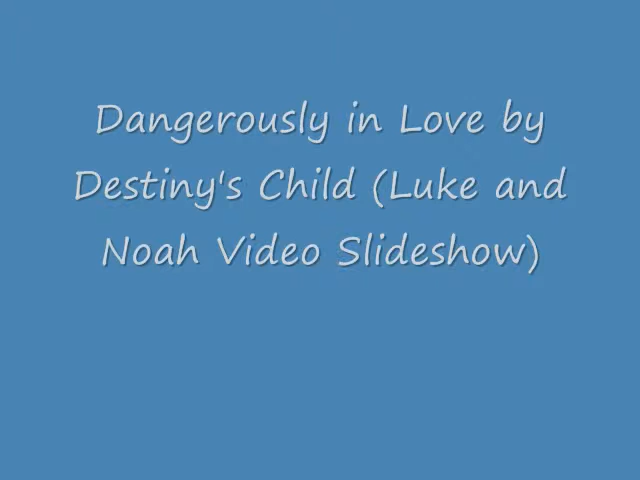 Dangerously in Love by
Destiny's Child (Luke and
Noah Video Slideshow)